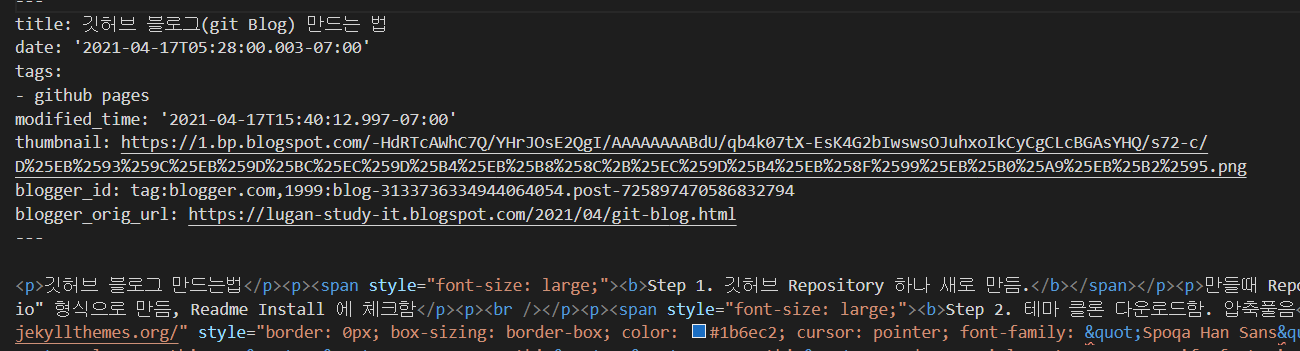 ---
title: 깃허브 블로그(git Blog) 만드는 법
date: '2021-04-17T05:28:00.003-07:00'
tags:
- github pages
modified_time: '2021-04-17T15:40:12.997-07:00'
thumbnail: https://1.bp.blogspot.com/-HdRTcAWhC7Q/YHrJOsE2QgI/AAAAAAAABdU/qb4k07tX-EsK4G2bIwswsOJuhxoIkCyCgCLcBGAsYHQ/s72-c/
D%25EB%2593%259C%25EB%259D%25BC%25EC%259D%25B4%25EB%25B8%258C%2B%25EC%259D%25B4%25EB%258F%2599%25EB%25B0%25A9%25EB%25B2%2595.png
blogger_id: tag:blogger.com,1999:blog-3133736334944064054.post-725897470586832794
blogger_orig_url: https://lugan-study-it.blogspot.com/2021/04/git-blog.html
---
<p>깃허브 블로그 만드는법</p><p><span style="font-size: large;"><b>Step 1. 깃허브 Repository 하나 새로 만듬.</b></span></p><p>만들때 Repo
io" 형식으로 만듬, Readme Install 에 체크함</p><p><br /></p><p><span style="font-size: large;"><b>Step 2. 테마 클론 다운로드함. 압축풀음<
jekyllthemes.org/" style="border: 0px; box-sizing: border-box; color: #1b6ec2; cursor: pointer; font-family: &quot;Spoqa Han Sans&q